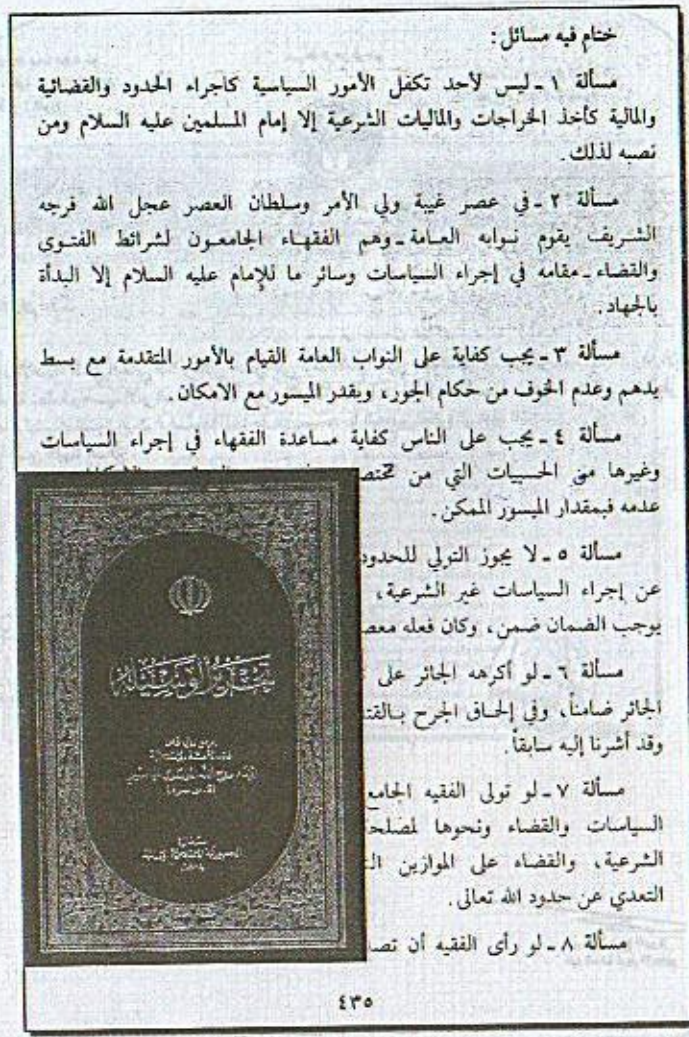 ختام فيه مسائل :
مسألة ١ ـ ليس لأحد تكفل الأمور السياسية كاجراء الحدود والقضائية
والمالية كأخذ الخراجات والماليات الشرعية إلا إمام المسلمين عليه السلام ومن
نصبه لذلك .
مسألة ٢ ـ في عصر غيبة ولي الأمر وسلطان العصر عجل الله فرجه
الشريف يقوم نوابه العامة ـ وهم الفقهاء الجامعون لشرائط الفتوى
والقضاء ـ مقامه في إجراء السياسات وسائر ما للإمام عليه السلام إلا البدأة
بالجهاد .
مسألة ٣ ـ يجب كفاية على النواب العامة القيام بالأمور المتقدمة مع بسط
يدهم وعدم الخوف من حكام الجور ، وبقدر الميسور مع الامكان .
مسألة ٤ ـ يجب على الناس كفاية مساعدة الفقهاء في إجراء السياسات
وغيرها من الحسبيات التي من
عدمه فبمقدار الميسور الممكن .
مسألة ٥ ـ لا يجوز التولي للحدود
عن إجراء السياسات غير الشرعية ،
يوجب الضمان ضمن ، وكان فعله
مسألة ٦ ـ لو أكرهه الجائر على
الجائر ضامناً ، وفي إلحاق الجرح
وقد أشرنا إليه سابقاً .
مسألة ٧ ـ لو تولى الفقيه الجامع
السياسات والقضاء ونحوها
الشرعية ، والقضاء على الموازين
التعدي عن حدود الله تعالى .
مسألة ٨ ـ لو رأى الفقيه أن
تحرير الوسيلة
٤٣٥